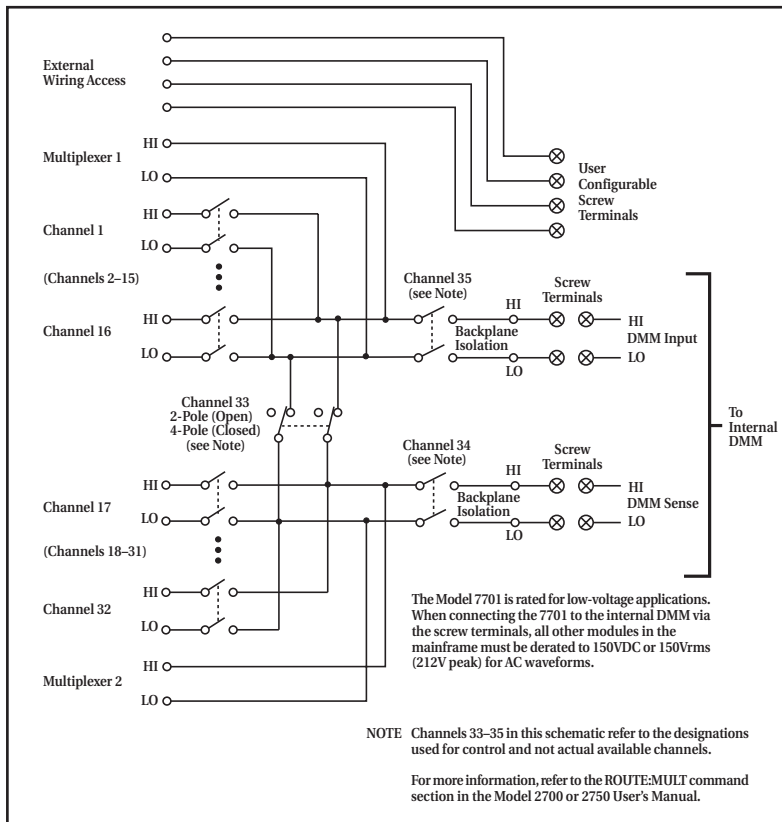 External
Wiring Access
Multiplexer 1
HI
LO
User
Configurable
Screw
Terminals
Channel 1
HI
LO
(Channels 2–15)
Channel 16
HI
LO
Channel 35
(see Note)
Backplane
Isolation
HI
LO
Screw
Terminals
HI
DMM Input
LO
Channel 33
2-Pole (Open)
4-Pole (Closed)
(see Note)
To
Internal
DMM
Channel 17
HI
LO
Channel 34
(see Note)
Backplane
Isolation
HI
LO
Screw
Terminals
HI
DMM Sense
LO
(Channels 18–31)
Channel 32
HI
LO
Multiplexer 2
HI
LO
The Model 7701 is rated for low-voltage applications.
When connecting the 7701 to the internal DMM via
the screw terminals, all other modules in the
mainframe must be derated to 150VDC or 150Vrms
(212V peak) for AC waveforms.
NOTE Channels 33–35 in this schematic refer to the designations
used for control and not actual available channels.
For more information, refer to the ROUTE:MULT command
section in the Model 2700 or 2750 User's Manual.